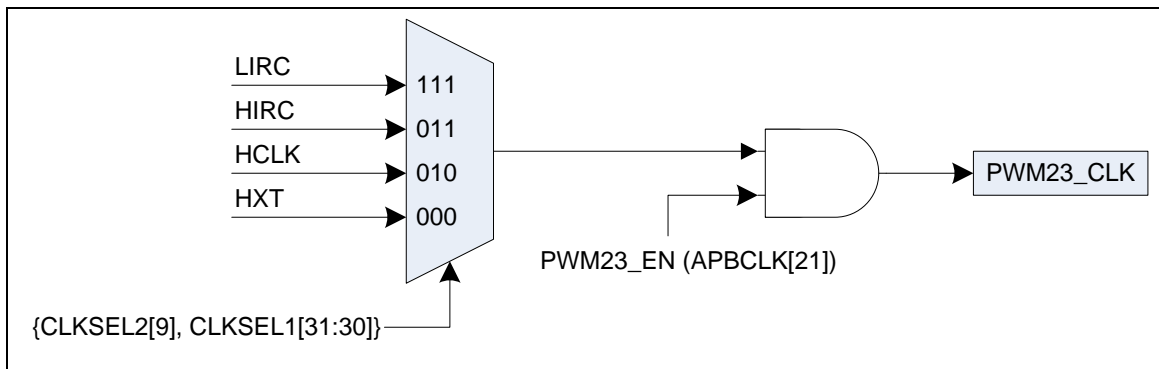 LIRC
111
HIRC
011
HCLK
010
HXT
000
PWM23_CLK
PWM23_EN (APBCLK[21])
{CLKSEL2[9], CLKSEL1[31:30]}